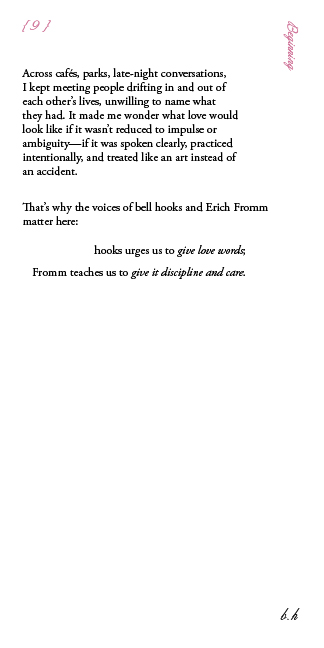 [9]
Beginning
Across cafés, parks, late-night conversations,
I kept meeting people drifting in and out of
each other’s lives, unwilling to name what
they had. It made me wonder what love would
look like if it wasn’t reduced to impulse or
ambiguity—if it was spoken clearly, practiced
intentionally, and treated like an art instead of
an accident.
That’s why the voices of bell hooks and Erich Fromm
matter here:
hooks urges us to give love words;
Fromm teaches us to give it discipline and care.
b.h